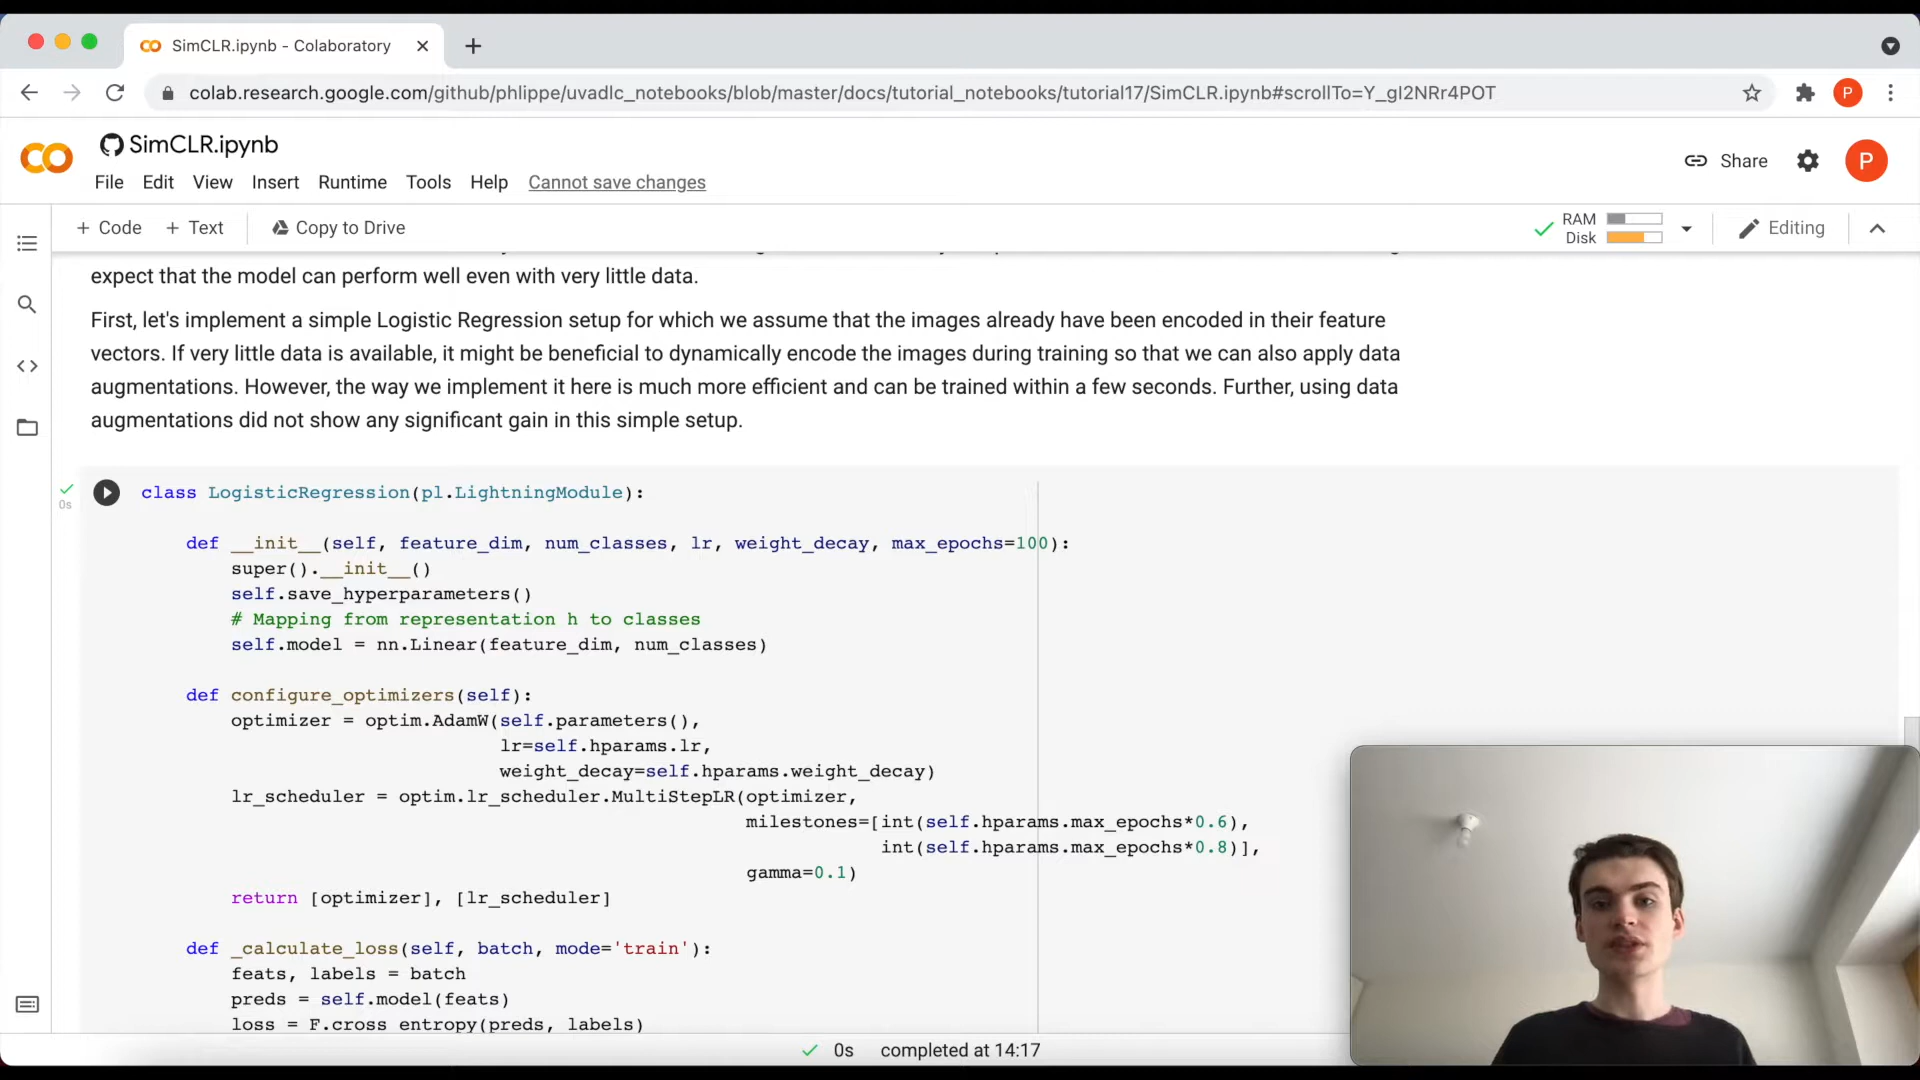 SimCLR.ipynb - Colaboratory
colab.research.google.com/github/phlippe/uvadlc_notebooks/blob/master/docs/tutorial_notebooks/tutorial17/SimCLR.ipynb#scrollTo=Y_gI2NRr4POT
P
SimCLR.ipynb
Share
P
File Edit View Insert Runtime Tools Help Cannot save changes
+ Code + Text Copy to Drive
RAM
Disk
Editing
expect that the model can perform well even with very little data.
First, let's implement a simple Logistic Regression setup for which we assume that the images already have been encoded in their feature
vectors. If very little data is available, it might be beneficial to dynamically encode the images during training so that we can also apply data
augmentations. However, the way we implement it here is much more efficient and can be trained within a few seconds. Further, using data
augmentations did not show any significant gain in this simple setup.
0s
class LogisticRegression(pl.LightningModule):
def __init__(self, feature_dim, num_classes, lr, weight_decay, max_epochs=100):
super().__init__()
self.save_hyperparameters()
# Mapping from representation h to classes
self.model = nn.Linear(feature_dim, num_classes)
def configure_optimizers(self):
optimizer = optim.AdamW(self.parameters(),
lr=self.hparams.lr,
weight_decay=self.hparams.weight_decay)
lr_scheduler = optim.lr_scheduler.MultiStepLR(optimizer,
milestones=[int(self.hparams.max_epochs*0.6),
int(self.hparams.max_epochs*0.8)],
gamma=0.1)
return [optimizer], [lr_scheduler]
def _calculate_loss(self, batch, mode='train'):
feats, labels = batch
preds = self.model(feats)
loss = F.cross_entropy(preds, labels)
0s completed at 14:17